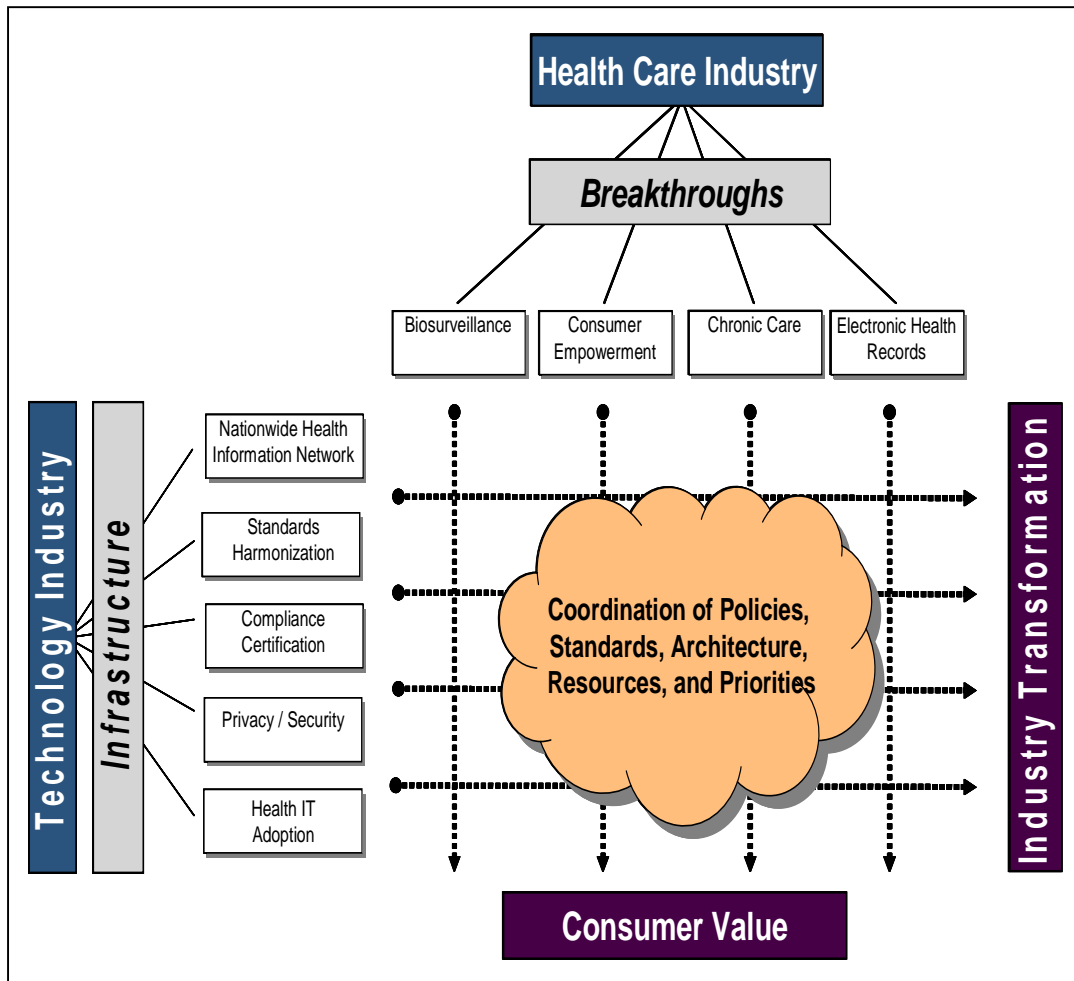 Health Care Industry
Breakthroughs
Biosurveillance
Consumer
Empowerment
Chronic Care
Electronic Health
Records
Technology Industry
Infrastructure
Nationwide Health
Information Network
Standards
Harmonization
Compliance
Certification
Privacy / Security
Health IT
Adoption
Coordination of Policies,
Standards, Architecture,
Resources, and Priorities
Industry Transformation
Consumer Value